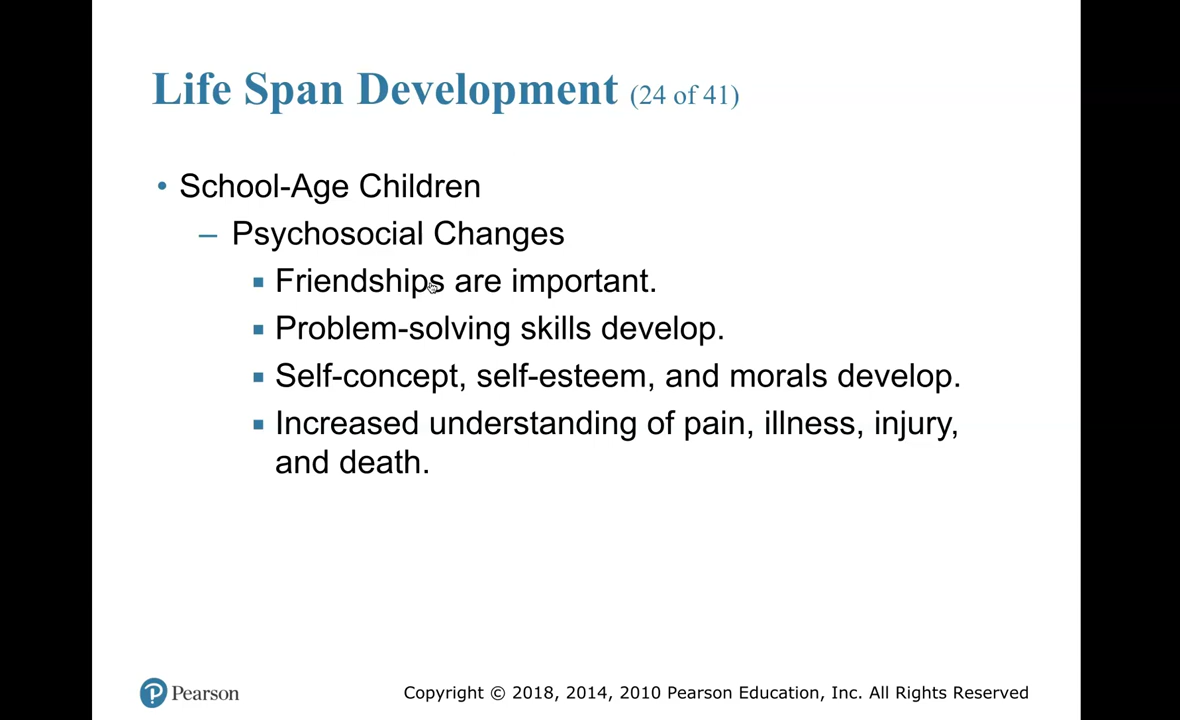 Life Span Development (24 of 41)
• School-Age Children
– Psychosocial Changes
▪ Friendships are important.
▪ Problem-solving skills develop.
▪ Self-concept, self-esteem, and morals develop.
▪ Increased understanding of pain, illness, injury,
and death.
Pearson
Copyright © 2018, 2014, 2010 Pearson Education, Inc. All Rights Reserved